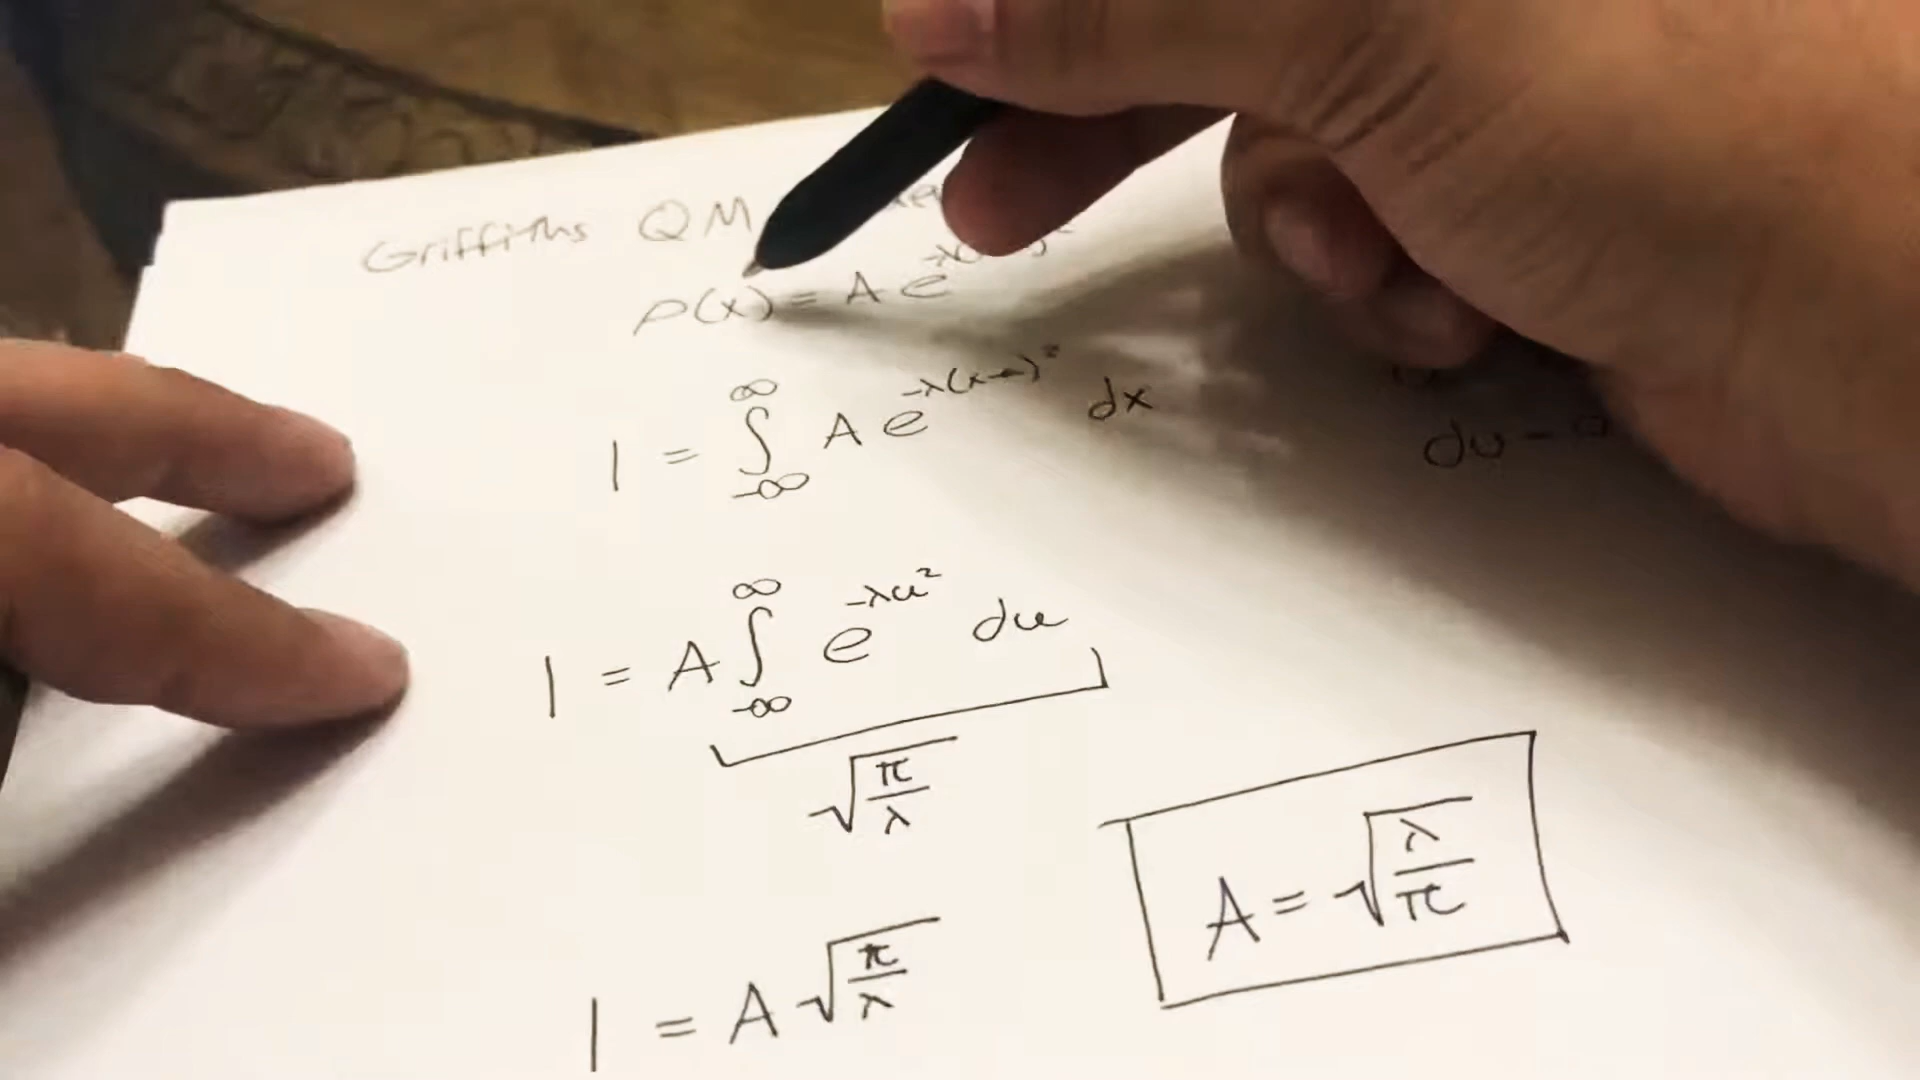 Griffiths QM
ρ(x) = A e^-λ
1 = ∫_-∞^∞ A e^-λ(x-a)² dx
du =
1 = A ∫_-∞^∞ e^-λu² du
√(π/λ)
A = √(λ/π)
1 = A √(π/λ)